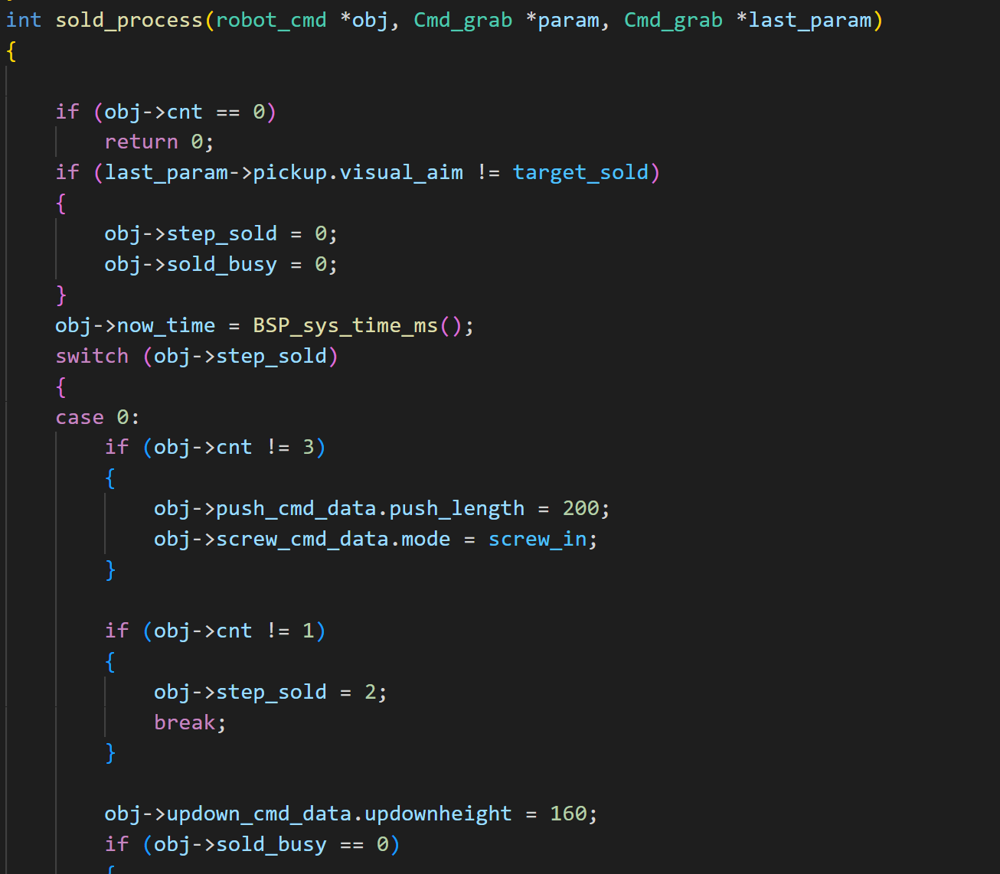 int sold_process(robot_cmd *obj, Cmd_grab *param, Cmd_grab *last_param)
{
if (obj->cnt == 0)
return 0;
if (last_param->pickup.visual_aim != target_sold)
{
obj->step_sold = 0;
obj->sold_busy = 0;
}
obj->now_time = BSP_sys_time_ms();
switch (obj->step_sold)
{
case 0:
if (obj->cnt != 3)
{
obj->push_cmd_data.push_length = 200;
obj->screw_cmd_data.mode = screw_in;
}
if (obj->cnt != 1)
{
obj->step_sold = 2;
break;
}
obj->updown_cmd_data.updownheight = 160;
if (obj->sold_busy == 0)
{